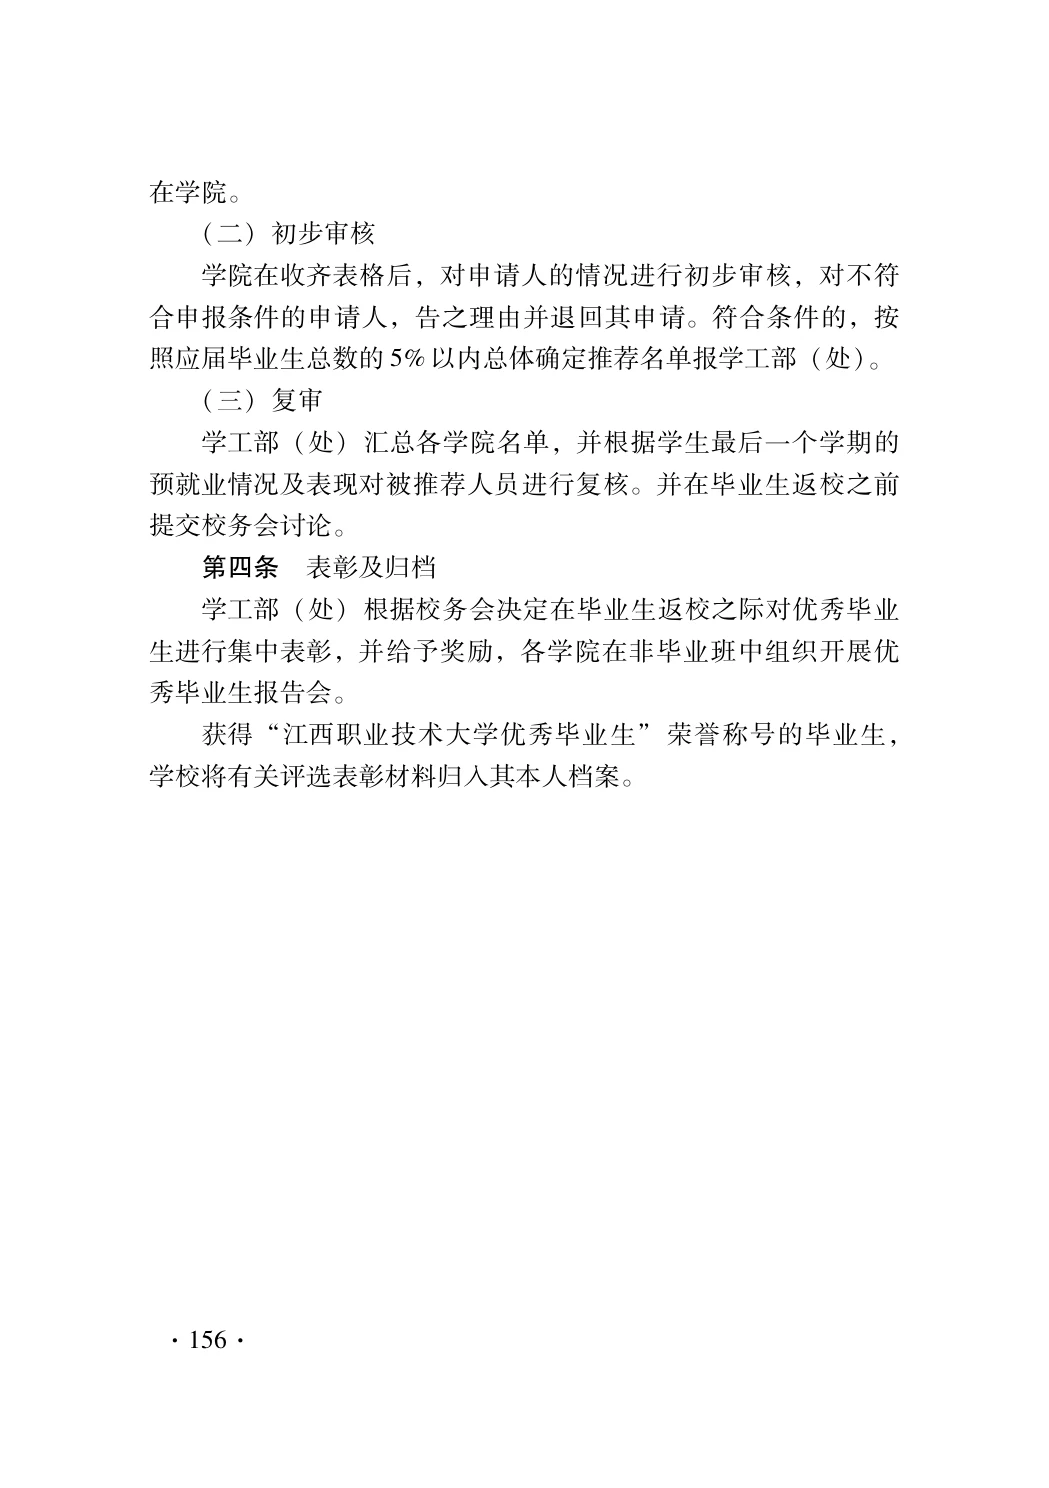 在学院。
（二）初步审核
学院在收齐表格后，对申请人的情况进行初步审核，对不符
合申报条件的申请人，告之理由并退回其申请。符合条件的，按
照应届毕业生总数的 5% 以内总体确定推荐名单报学工部（处）。
（三）复审
学工部（处）汇总各学院名单，并根据学生最后一个学期的
预就业情况及表现对被推荐人员进行复核。并在毕业生返校之前
提交校务会讨论。
第四条　表彰及归档
学工部（处）根据校务会决定在毕业生返校之际对优秀毕业
生进行集中表彰，并给予奖励，各学院在非毕业班中组织开展优
秀毕业生报告会。
获得“江西职业技术大学优秀毕业生”荣誉称号的毕业生，
学校将有关评选表彰材料归入其本人档案。
· 156 ·